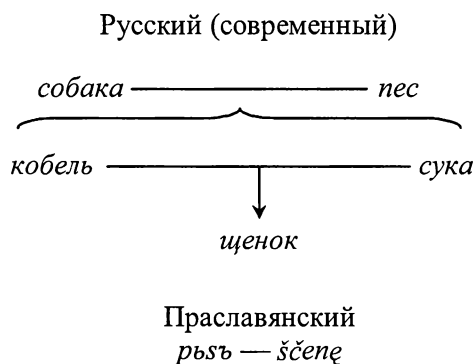 Русский (современный)
собака — пес
кобель — сука
щенок
Праславянский
pьsъ — ščenę